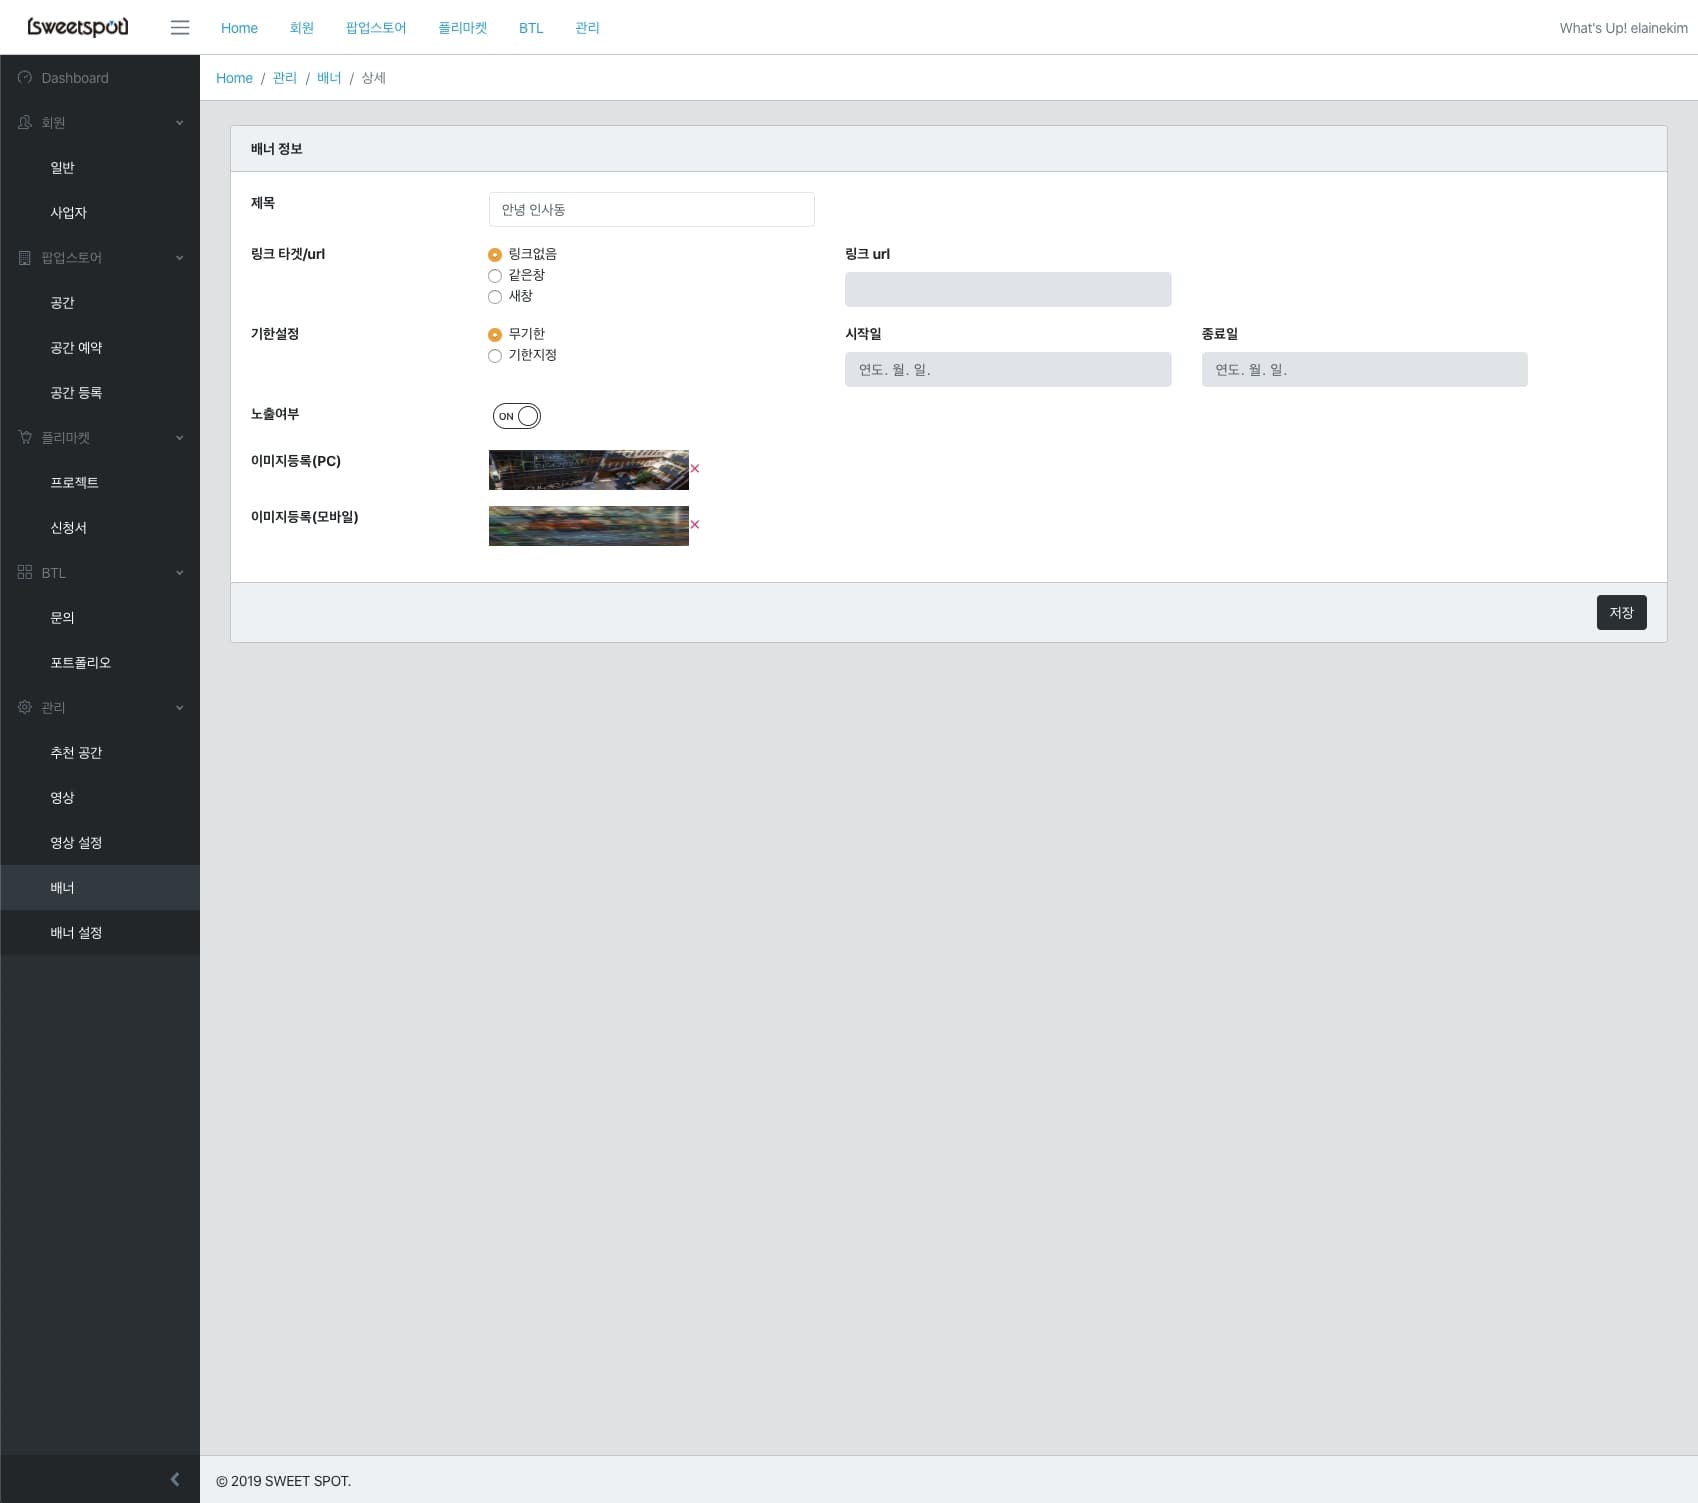 sweetspot
Home 회원 팝업스토어 플리마켓 BTL 관리
What's Up! elainekim
Dashboard
회원
일반
사업자
팝업스토어
공간
공간 예약
공간 등록
플리마켓
프로젝트
신청서
BTL
문의
포트폴리오
관리
추천 공간
영상
영상 설정
배너
배너 설정
Home / 관리 / 배너 / 상세
배너 정보
제목
안녕 인사동
링크 타겟/url
링크없음
같은창
새창
링크 url
기한설정
무기한
기한지정
시작일
연도. 월. 일.
종료일
연도. 월. 일.
노출여부
ON
이미지등록(PC)
이미지등록(모바일)
저장
© 2019 SWEET SPOT.